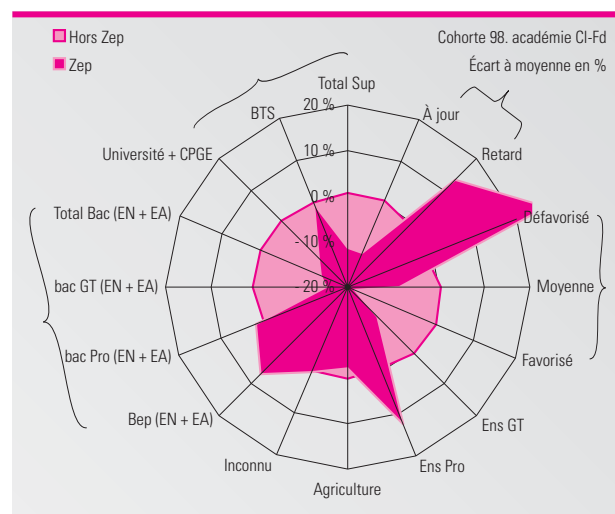 Hors Zep
Zep
Cohorte 98. académie Cl-Fd
Écart à moyenne en %
Total Sup
À jour
Retard
Défavorisé
Moyenne
Favorisé
Ens GT
Ens Pro
Agriculture
Inconnu
Bep (EN + EA)
bac Pro (EN + EA)
bac GT (EN + EA)
Total Bac (EN + EA)
Université + CPGE
BTS
20 %
10 %
0 %
- 10 %
- 20 %